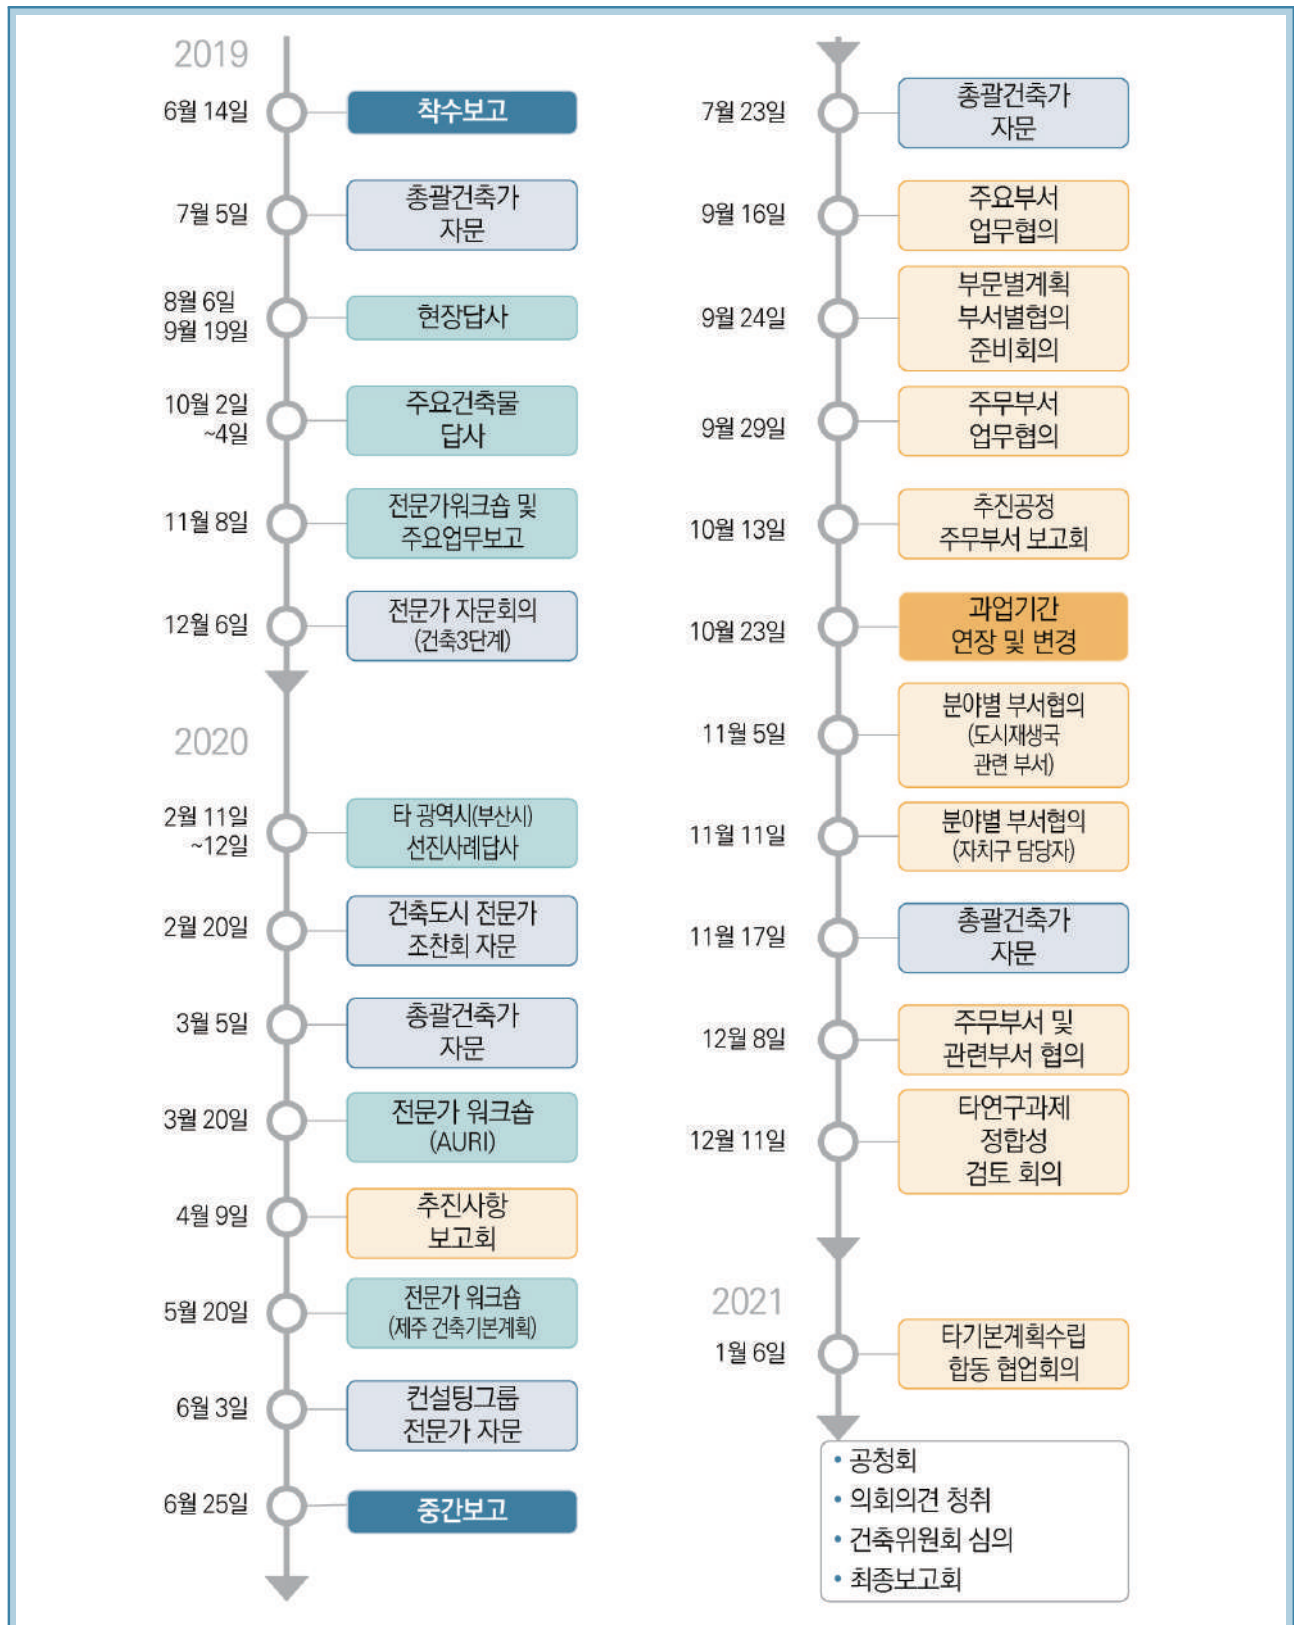 2019
6월 14일
착수보고
7월 5일
총괄건축가
자문
8월 6일
9월 19일
현장답사
10월 2일
~4일
주요건축물
답사
11월 8일
전문가워크숍 및
주요업무보고
12월 6일
전문가 자문회의
(건축3단계)
2020
2월 11일
~12일
타 광역시(부산시)
선진사례답사
2월 20일
건축도시 전문가
조찬회 자문
3월 5일
총괄건축가
자문
3월 20일
전문가 워크숍
(AURI)
4월 9일
추진사항
보고회
5월 20일
전문가 워크숍
(제주 건축기본계획)
6월 3일
컨설팅그룹
전문가 자문
6월 25일
중간보고
7월 23일
총괄건축가
자문
9월 16일
주요부서
업무협의
9월 24일
부문별계획
부서별협의
준비회의
9월 29일
주무부서
업무협의
10월 13일
추진공정
주무부서 보고회
10월 23일
과업기간
연장 및 변경
11월 5일
분야별 부서협의
(도시재생국
관련 부서)
11월 11일
분야별 부서협의
(자치구 담당자)
11월 17일
총괄건축가
자문
12월 8일
주무부서 및
관련부서 협의
12월 11일
타연구과제
정합성
검토 회의
2021
1월 6일
타기본계획수립
합동 협업회의
• 공청회
• 의회의견 청취
• 건축위원회 심의
• 최종보고회